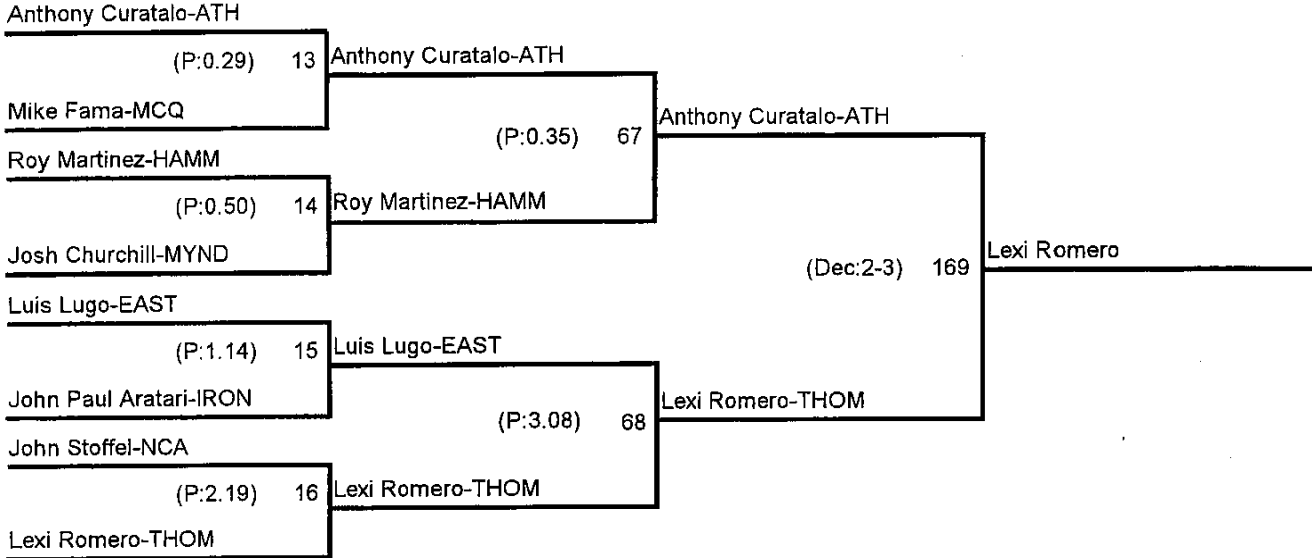 Anthony Curatalo-ATH
(P:0.29) 13
Anthony Curatalo-ATH
Mike Fama-MCQ
(P:0.35) 67
Anthony Curatalo-ATH
Roy Martinez-HAMM
(P:0.50) 14
Roy Martinez-HAMM
Josh Churchill-MYND
(Dec:2-3) 169
Lexi Romero
Luis Lugo-EAST
(P:1.14) 15
Luis Lugo-EAST
John Paul Aratari-IRON
(P:3.08) 68
Lexi Romero-THOM
John Stoffel-NCA
(P:2.19) 16
Lexi Romero-THOM
Lexi Romero-THOM